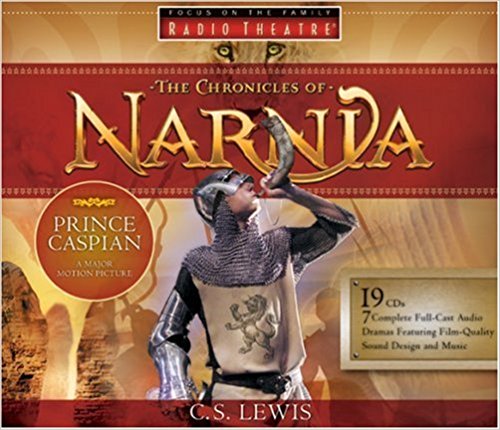 FOCUS ON THE FAMILY
RADIO THEATRE®
- THE CHRONICLES OF -
NARNIA
PRINCE
CASPIAN
A MAJOR
MOTION PICTURE
19 CDs
7 Complete Full-Cast Audio
Dramas Featuring Film-Quality
Sound Design and Music
C.S. LEWIS